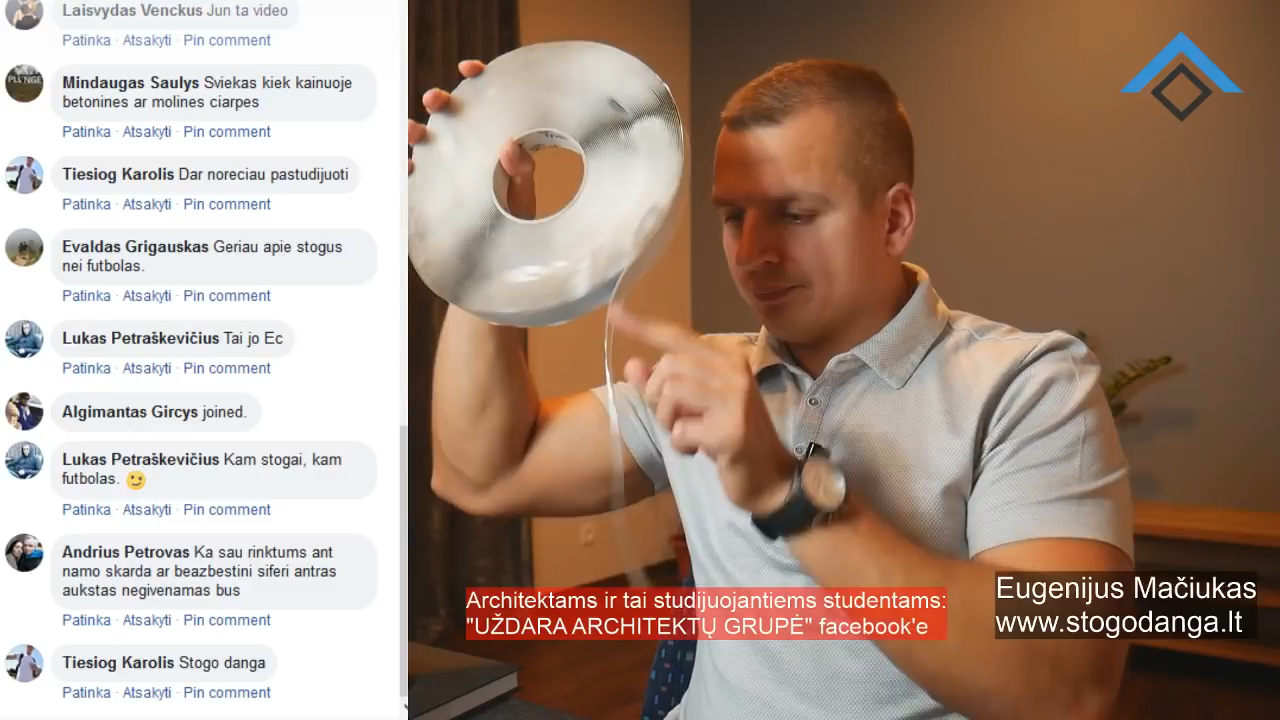 Laisvydas Venckus Jun ta video
Patinka · Atsakyti · Pin comment
PLUNGE
Mindaugas Saulys Sviekas kiek kainuoje
betonines ar molines ciarpes
Patinka · Atsakyti · Pin comment
Tiesiog Karolis Dar noreciau pastudijuoti
Patinka · Atsakyti · Pin comment
Evaldas Grigauskas Geriau apie stogus
nei futbolas.
Patinka · Atsakyti · Pin comment
Lukas Petraškevičius Tai jo Ec
Patinka · Atsakyti · Pin comment
Algimantas Gircys joined.
Lukas Petraškevičius Kam stogai, kam
futbolas. 😏
Patinka · Atsakyti · Pin comment
Andrius Petrovas Ka sau rinktums ant
namo skarda ar beazbestini siferi antras
aukstas negivenamas bus
Patinka · Atsakyti · Pin comment
Tiesiog Karolis Stogo danga
Patinka · Atsakyti · Pin comment
Architektams ir tai studijuojantiems studentams:
"UŽDARA ARCHITEKTŲ GRUPĖ" facebook'e
Eugenijus Mačiukas
www.stogodanga.lt